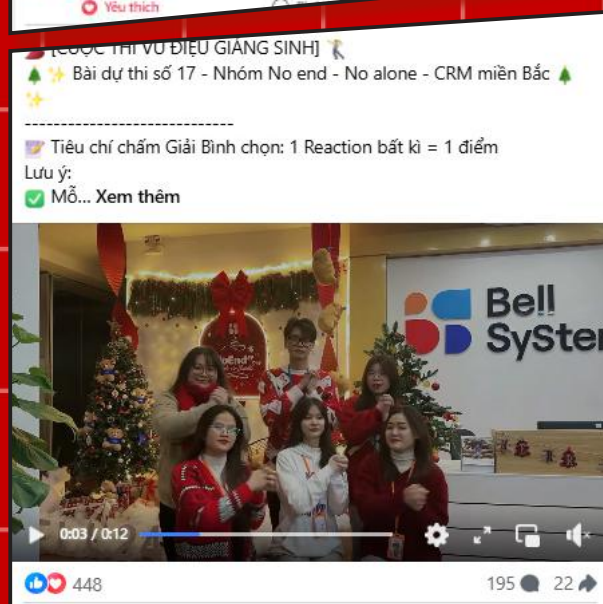 Yêu thích
[CUỘC THI VŨ ĐIỆU GIÁNG SINH]
Bài dự thi số 17 - Nhóm No end - No alone - CRM miền Bắc
-----------------------------
Tiêu chí chấm Giải Bình chọn: 1 Reaction bất kì = 1 điểm
Lưu ý:
Mỗ... Xem thêm
Bell
SySte
0:03 / 0:12
448
195
22